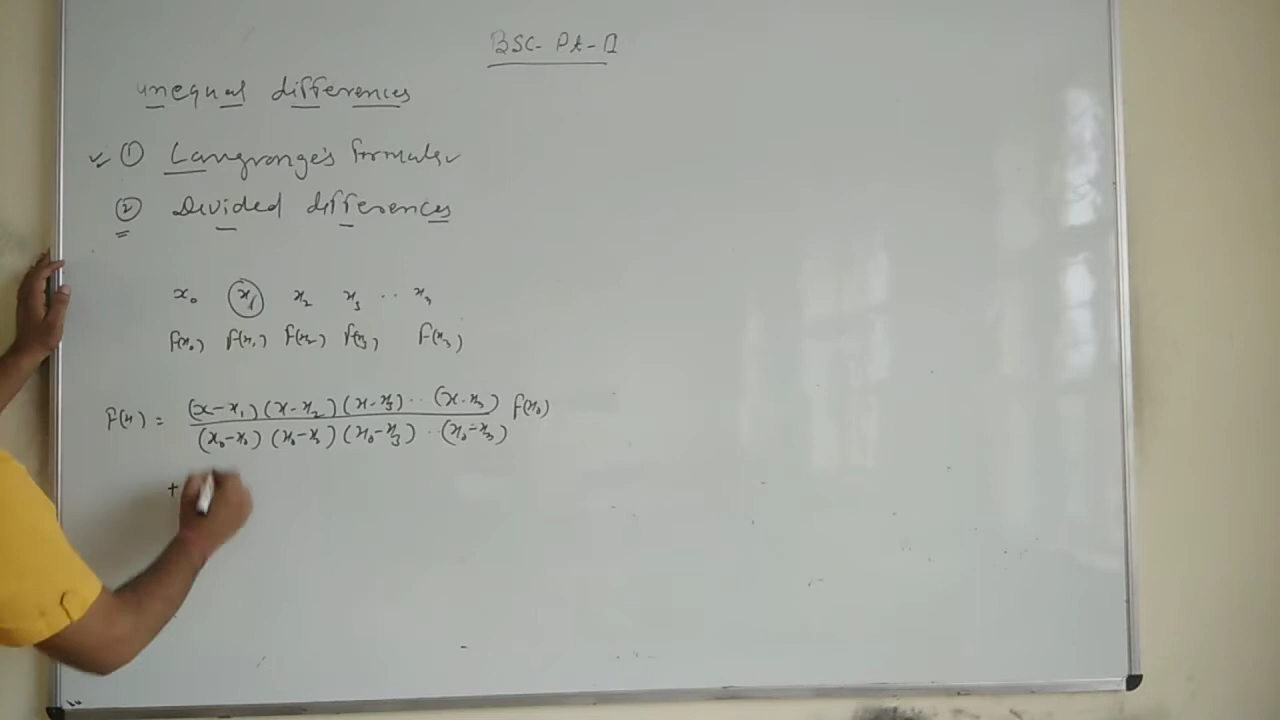 BSC- Pt-II
unequal differences
✓ ① Langronge's formula
② Divided differences
x₀ x₁ x₂ x₃ .. xₙ
f(x₀) f(x₁) f(x₂) f(x₃) f(xₙ)
f(x) = (x-x₁)(x-x₂)(x-x₃)..(x-xₙ) f(x₀)
(x₀-x₁)(x₀-x₂)(x₀-x₃)..(x₀-xₙ)
+